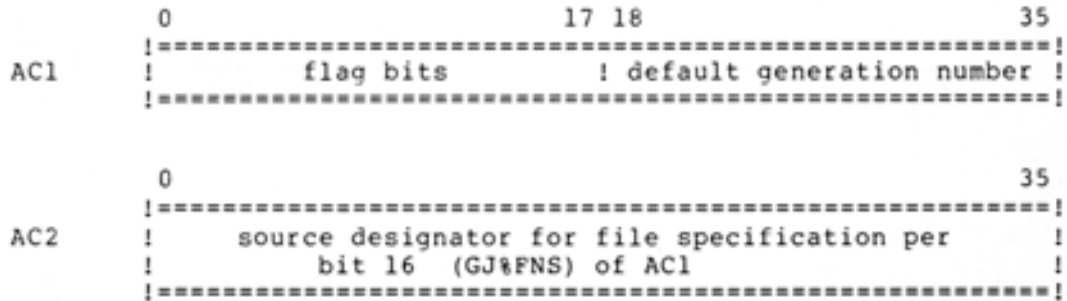 0 17 18 35
!=======================================================!
AC1 ! flag bits ! default generation number !
!=======================================================!
0 35
!=======================================================!
AC2 ! source designator for file specification per !
! bit 16 (GJ%FNS) of AC1 !
!=======================================================!